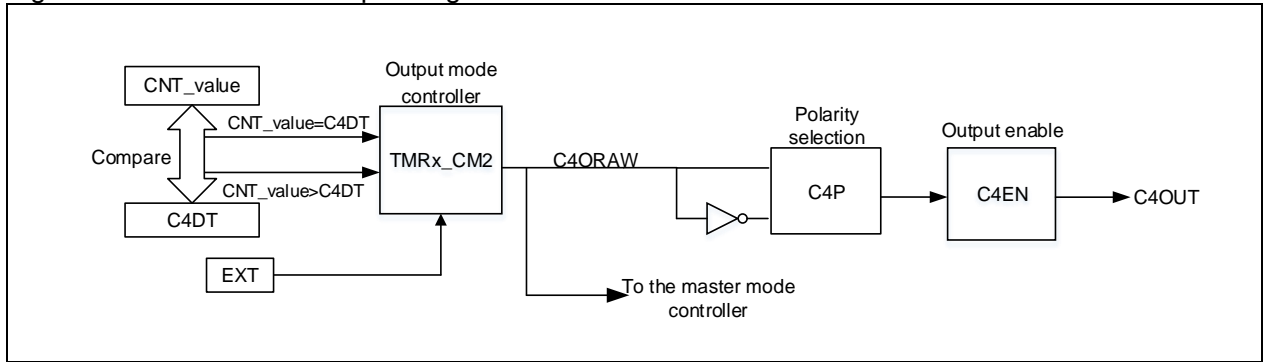 CNT_value
Compare
C4DT
CNT_value=C4DT
CNT_value>C4DT
EXT
Output mode
controller
TMRx_CM2
C4ORAW
To the master mode
controller
Polarity
selection
C4P
Output enable
C4EN
C4OUT